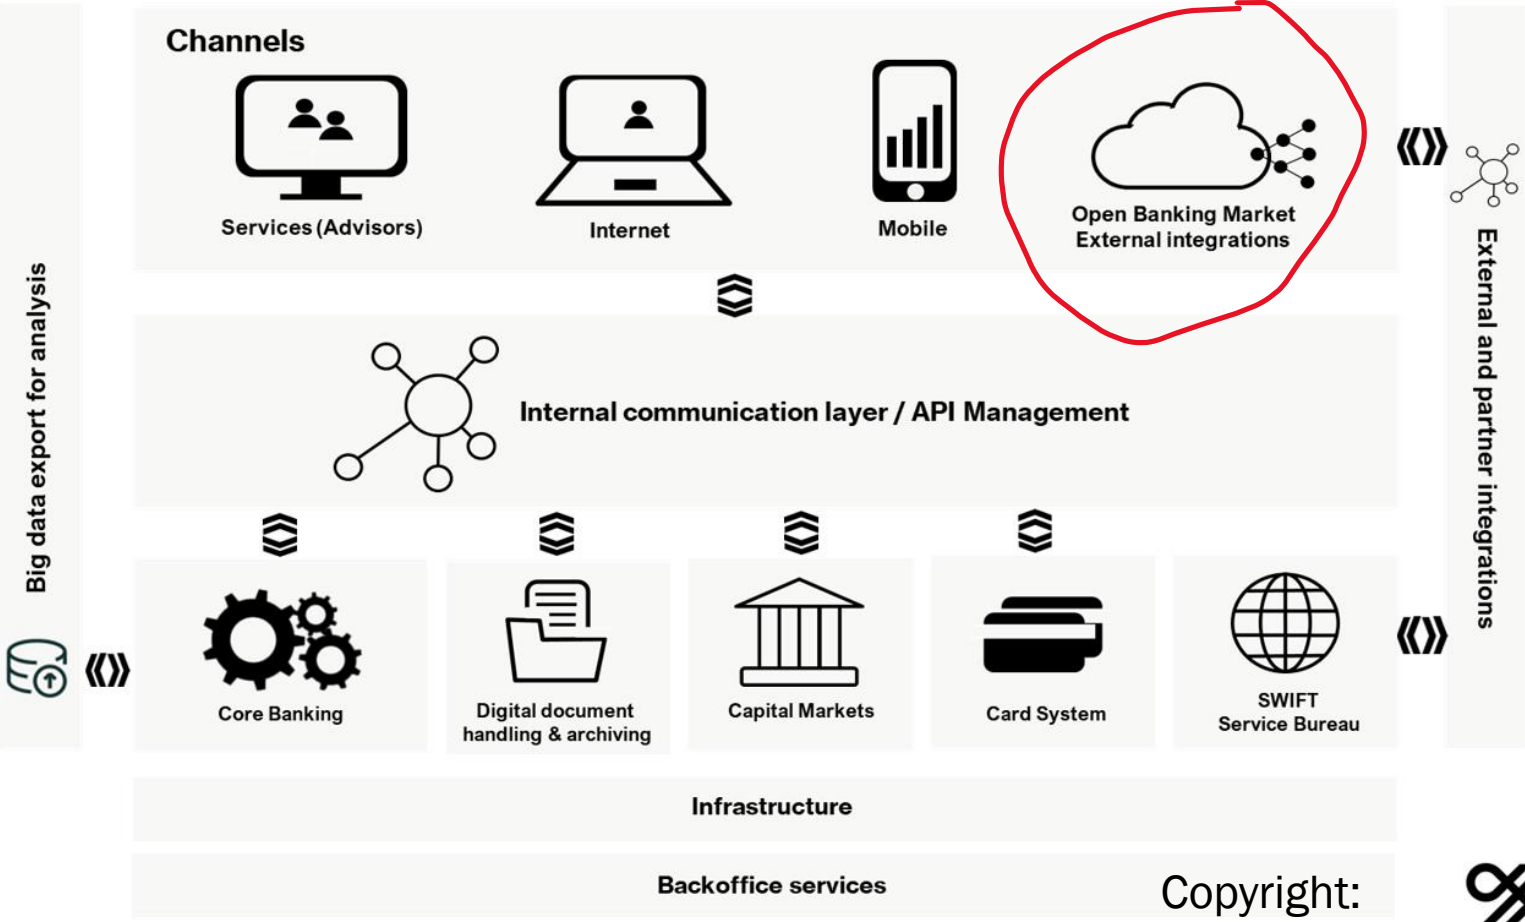 Channels
Services (Advisors)
Internet
Mobile
Open Banking Market
External integrations
Big data export for analysis
External and partner integrations
Internal communication layer / API Management
Core Banking
Digital document
handling & archiving
Capital Markets
Card System
SWIFT
Service Bureau
Infrastructure
Backoffice services
Copyright: